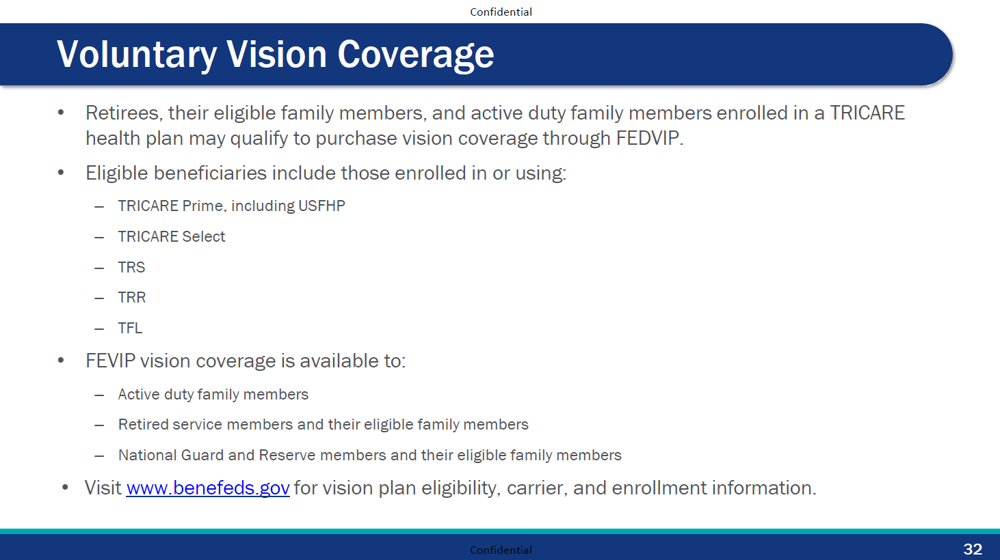 Confidential
Voluntary Vision Coverage
• Retirees, their eligible family members, and active duty family members enrolled in a TRICARE
health plan may qualify to purchase vision coverage through FEDVIP.
• Eligible beneficiaries include those enrolled in or using:
– TRICARE Prime, including USFHP
– TRICARE Select
– TRS
– TRR
– TFL
• FEVIP vision coverage is available to:
– Active duty family members
– Retired service members and their eligible family members
– National Guard and Reserve members and their eligible family members
• Visit www.benefeds.gov for vision plan eligibility, carrier, and enrollment information.
Confidential
32